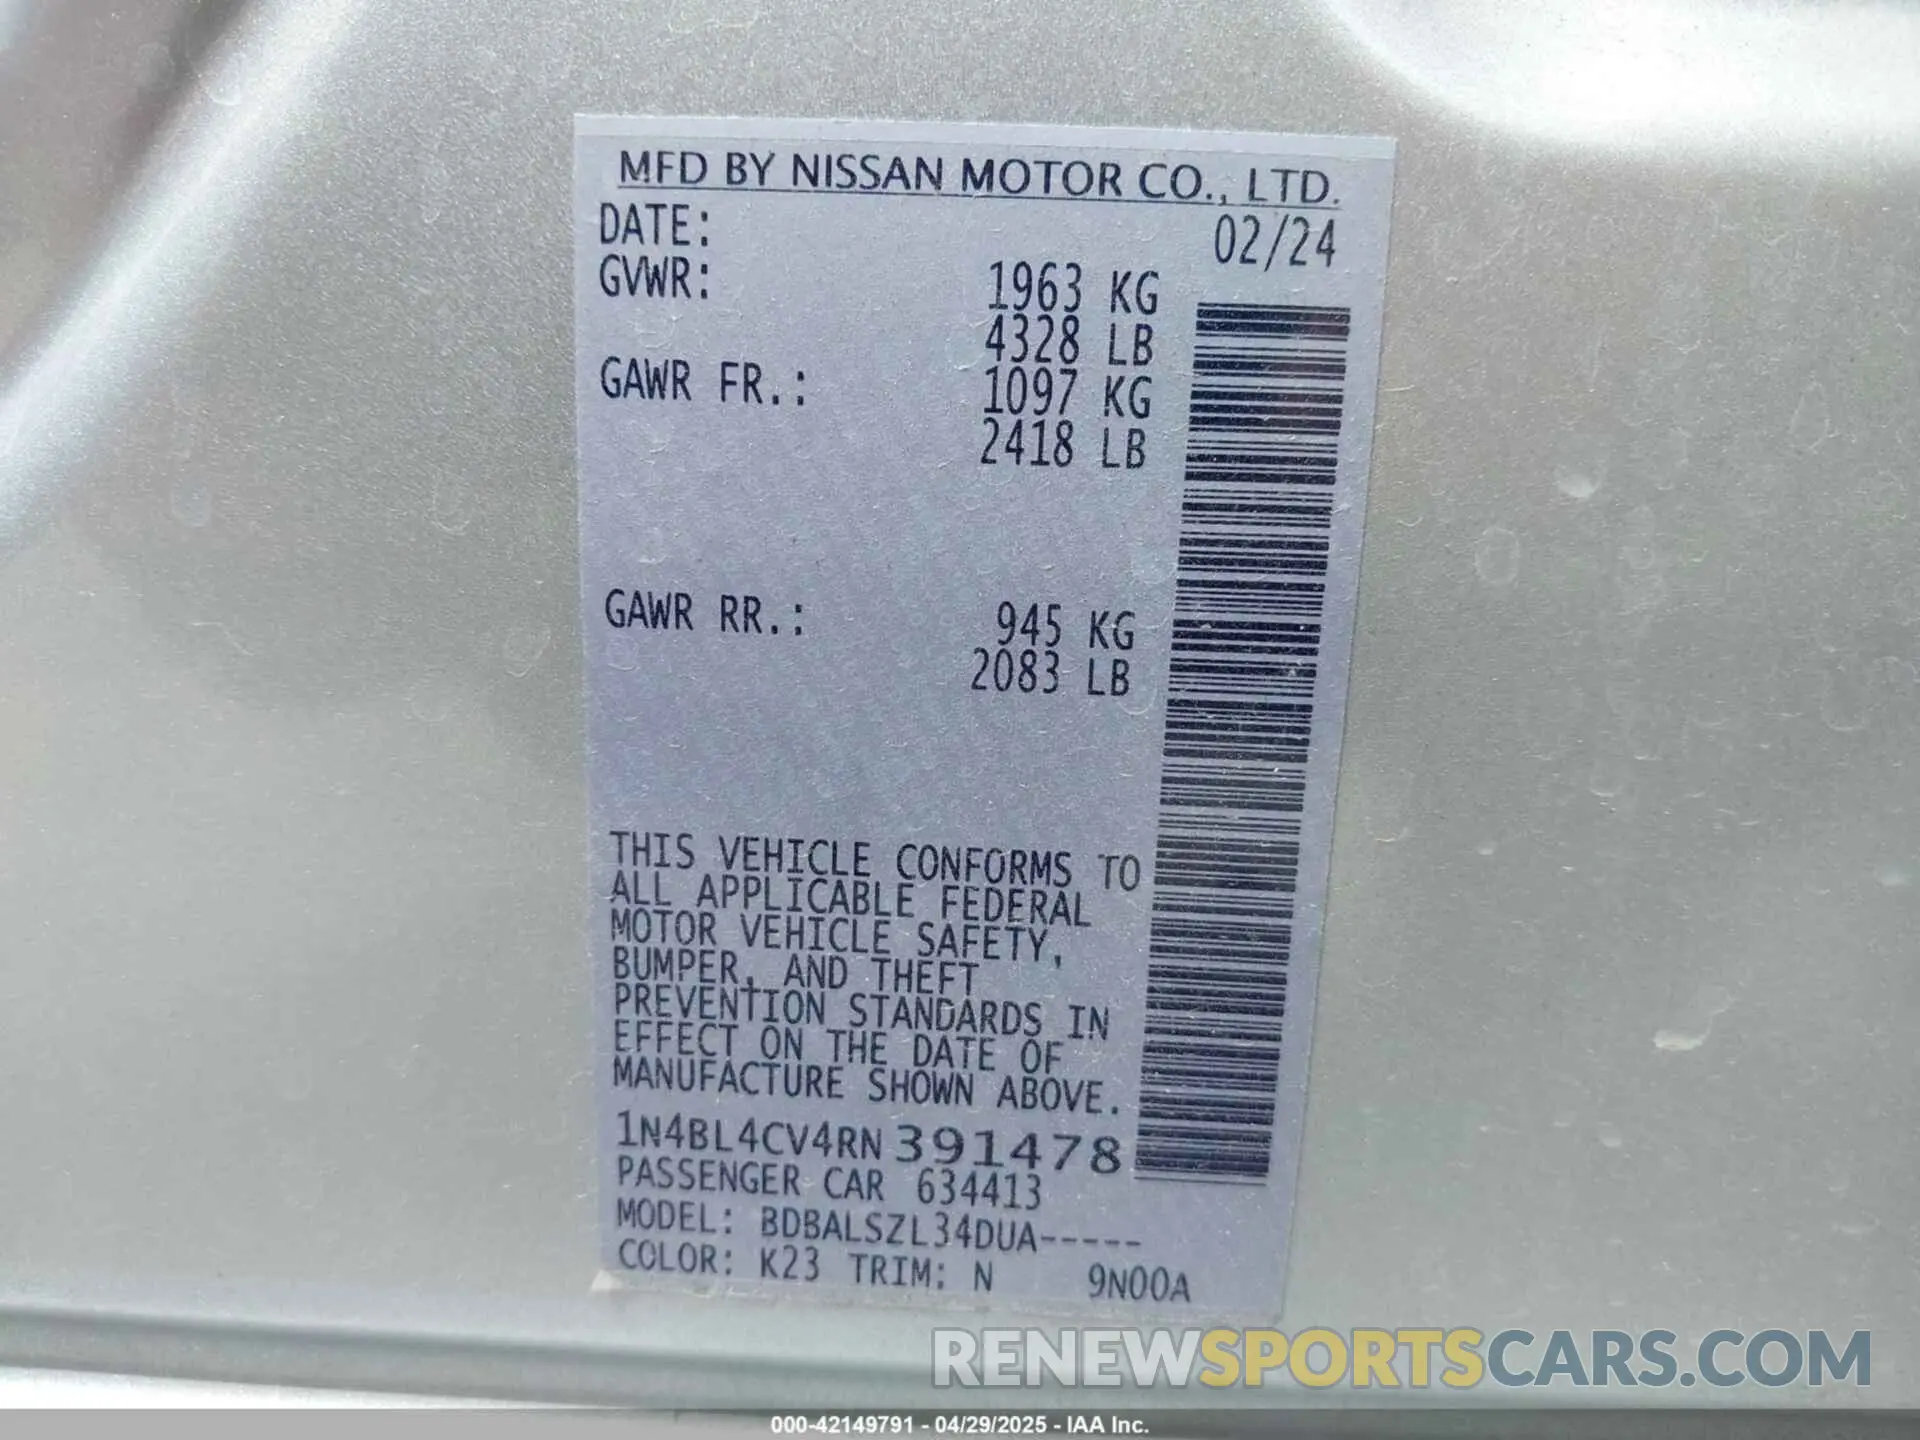 MFD BY NISSAN MOTOR CO., LTD.
DATE: 02/24
GVWR: 1963 KG
4328 LB
GAWR FR.: 1097 KG
2418 LB
GAWR RR.: 945 KG
2083 LB
THIS VEHICLE CONFORMS TO
ALL APPLICABLE FEDERAL
MOTOR VEHICLE SAFETY,
BUMPER, AND THEFT
PREVENTION STANDARDS IN
EFFECT ON THE DATE OF
MANUFACTURE SHOWN ABOVE.
1N4BL4CV4RN391478
PASSENGER CAR 634413
MODEL: BDBALSZL34DUA-----
COLOR: K23 TRIM: N 9N00A
RENEWSPORTSCARS.COM
000-42149791 - 04/29/2025 - IAA Inc.